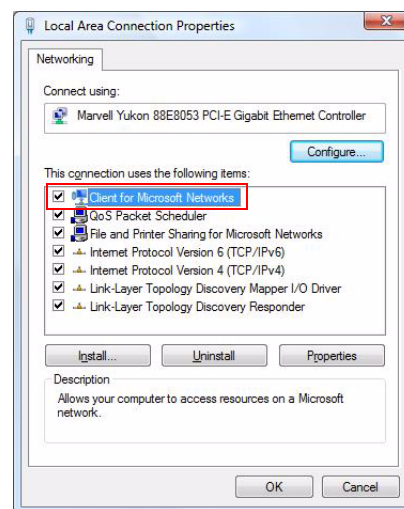 Local Area Connection Properties
Networking
Connect using:
Marvell Yukon 88E8053 PCI-E Gigabit Ethernet Controller
Configure...
This connection uses the following items:
Client for Microsoft Networks
QoS Packet Scheduler
File and Printer Sharing for Microsoft Networks
Internet Protocol Version 6 (TCP/IPv6)
Internet Protocol Version 4 (TCP/IPv4)
Link-Layer Topology Discovery Mapper I/O Driver
Link-Layer Topology Discovery Responder
Install...
Uninstall
Properties
Description
Allows your computer to access resources on a Microsoft
network.
OK
Cancel